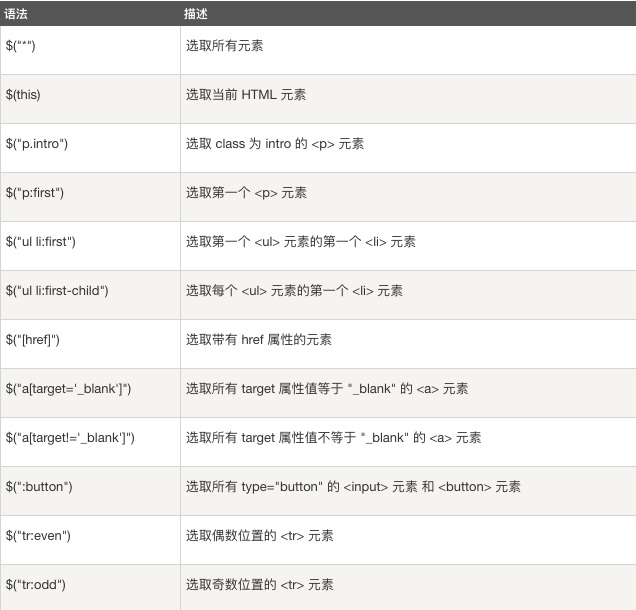 语法 描述
$("*") 选取所有元素
$(this) 选取当前 HTML 元素
$("p.intro") 选取 class 为 intro 的 <p> 元素
$("p:first") 选取第一个 <p> 元素
$("ul li:first") 选取第一个 <ul> 元素的第一个 <li> 元素
$("ul li:first-child") 选取每个 <ul> 元素的第一个 <li> 元素
$("[href]") 选取带有 href 属性的元素
$("a[target='_blank']") 选取所有 target 属性值等于 "_blank" 的 <a> 元素
$("a[target!='_blank']") 选取所有 target 属性值不等于 "_blank" 的 <a> 元素
$(":button") 选取所有 type="button" 的 <input> 元素 和 <button> 元素
$("tr:even") 选取偶数位置的 <tr> 元素
$("tr:odd") 选取奇数位置的 <tr> 元素